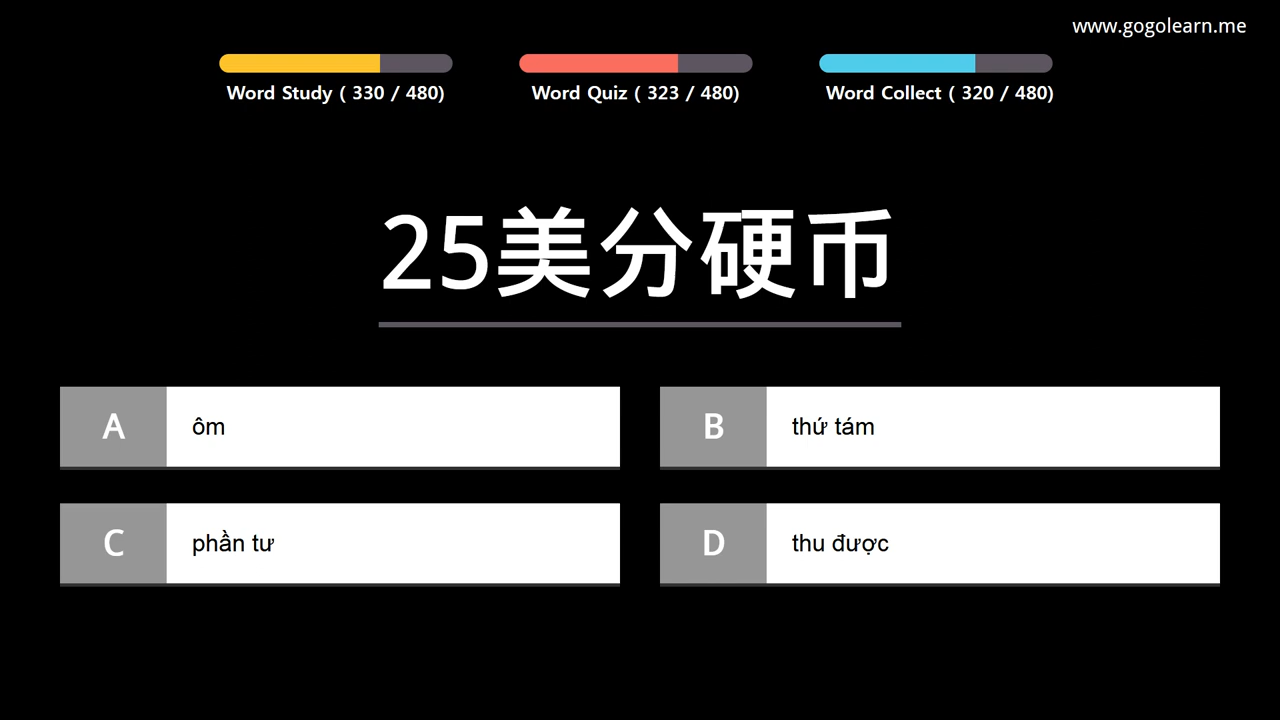 www.gogolearn.me
Word Study ( 330 / 480)
Word Quiz ( 323 / 480)
Word Collect ( 320 / 480)
25美分硬币
A
ôm
B
thứ tám
C
phần tư
D
thu được